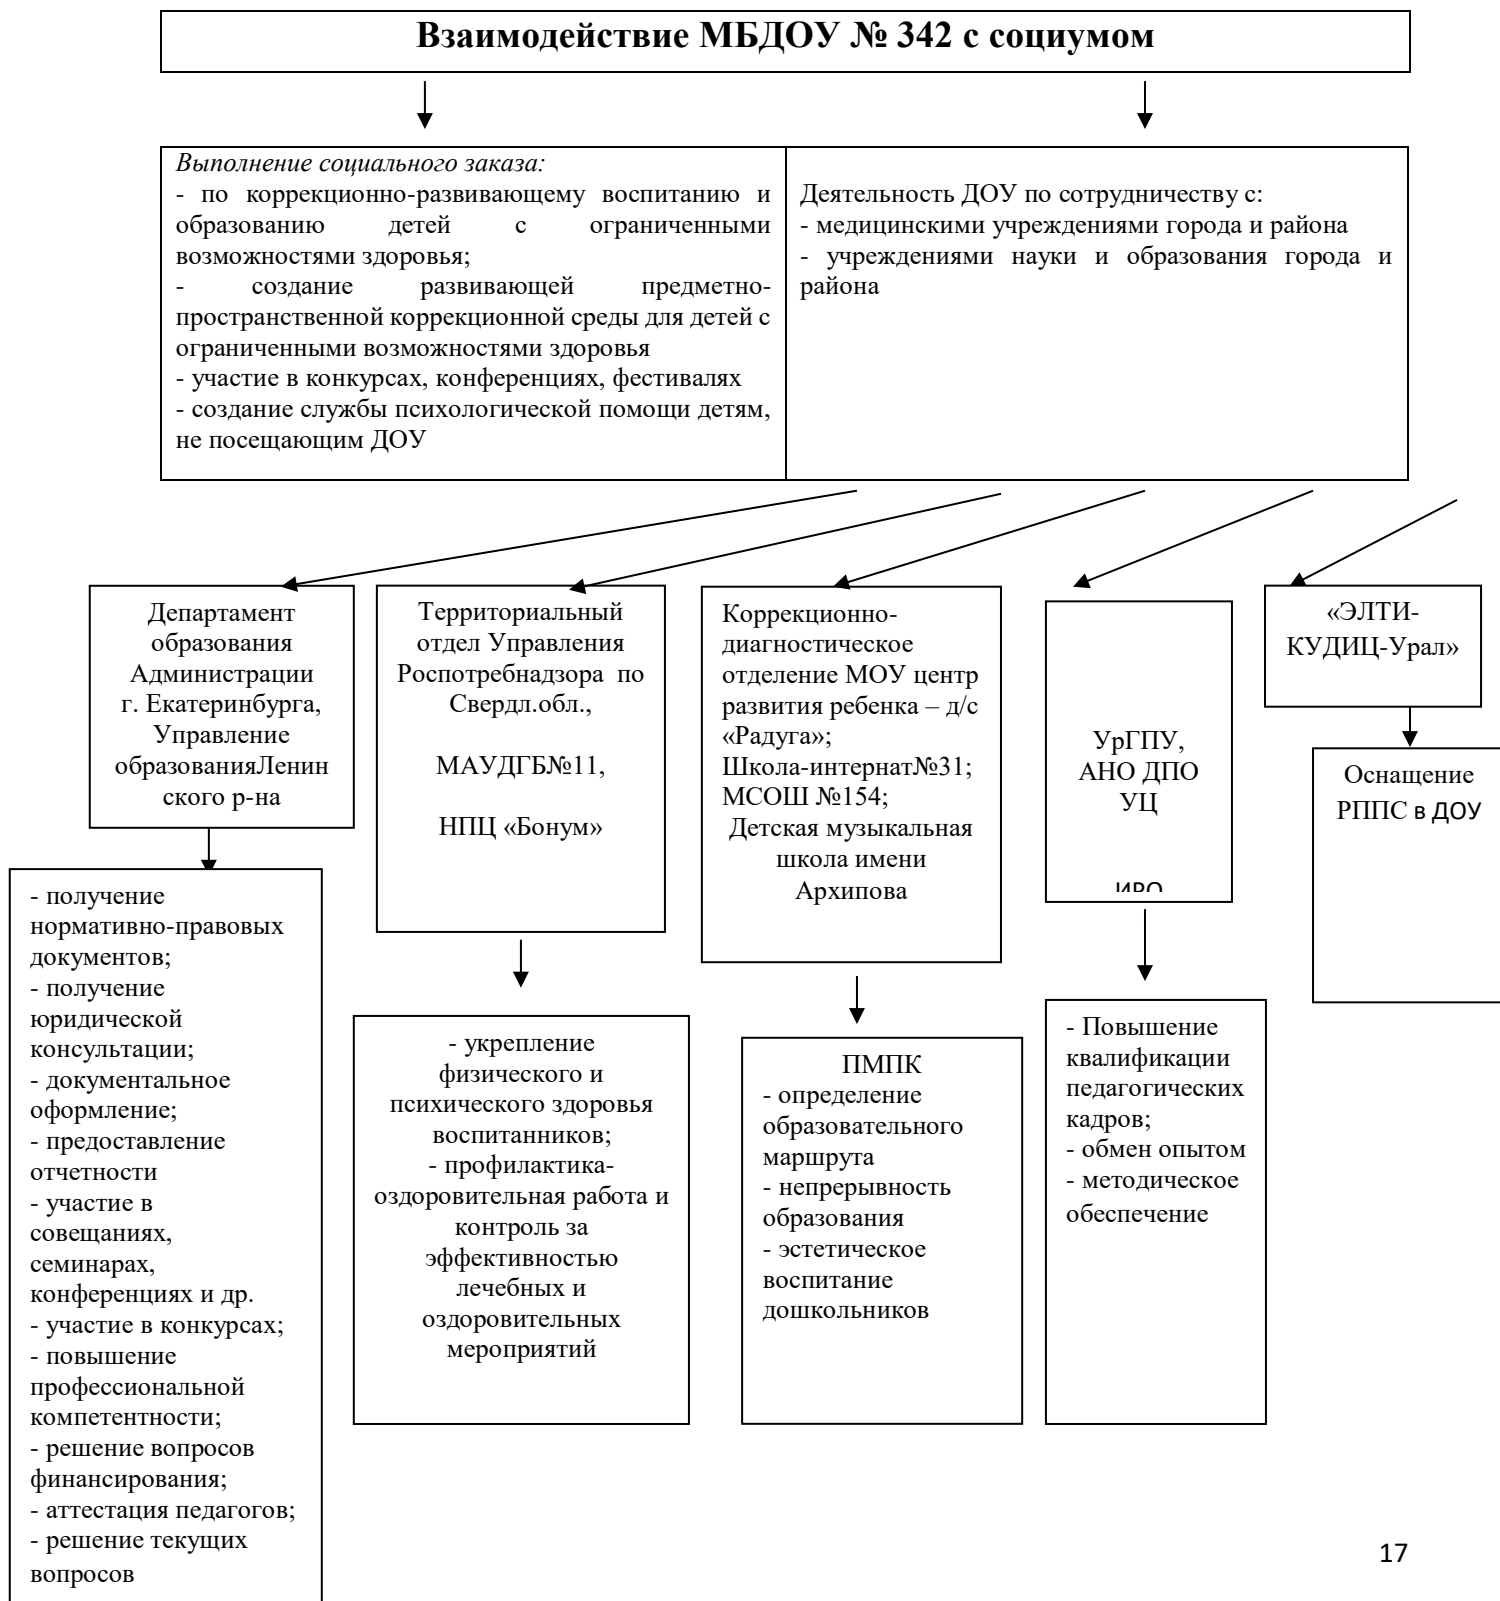 Взаимодействие МБДОУ № 342 с социумом
Выполнение социального заказа:
- по коррекционно-развивающему воспитанию и
образованию детей с ограниченными
возможностями здоровья;
- создание развивающей предметно-
пространственной коррекционной среды для детей с
ограниченными возможностями здоровья
- участие в конкурсах, конференциях, фестивалях
- создание службы психологической помощи детям,
не посещающим ДОУ
Деятельность ДОУ по сотрудничеству с:
- медицинскими учреждениями города и района
- учреждениями науки и образования города и
района
Департамент
образования
Администрации
г. Екатеринбурга,
Управление
образованияЛенин
ского р-на
Территориальный
отдел Управления
Роспотребнадзора по
Свердл.обл.,
МАУДГБ№11,
НПЦ «Бонум»
Коррекционно-
диагностическое
отделение МОУ центр
развития ребенка – д/с
«Радуга»;
Школа-интернат№31;
МСОШ №154;
Детская музыкальная
школа имени
Архипова
УрГПУ,
АНО ДПО
УЦ
ИРО
«ЭЛТИ-
КУДИЦ-Урал»
Оснащение
РППС в ДОУ
- получение
нормативно-правовых
документов;
- получение
юридической
консультации;
- документальное
оформление;
- предоставление
отчетности
- участие в
совещаниях,
семинарах,
конференциях и др.
- участие в конкурсах;
- повышение
профессиональной
компетентности;
- решение вопросов
финансирования;
- аттестация педагогов;
- решение текущих
вопросов
- укрепление
физического и
психического здоровья
воспитанников;
- профилактика-
оздоровительная работа и
контроль за
эффективностью
лечебных и
оздоровительных
мероприятий
ПМПК
- определение
образовательного
маршрута
- непрерывность
образования
- эстетическое
воспитание
дошкольников
- Повышение
квалификации
педагогических
кадров;
- обмен опытом
- методическое
обеспечение
17